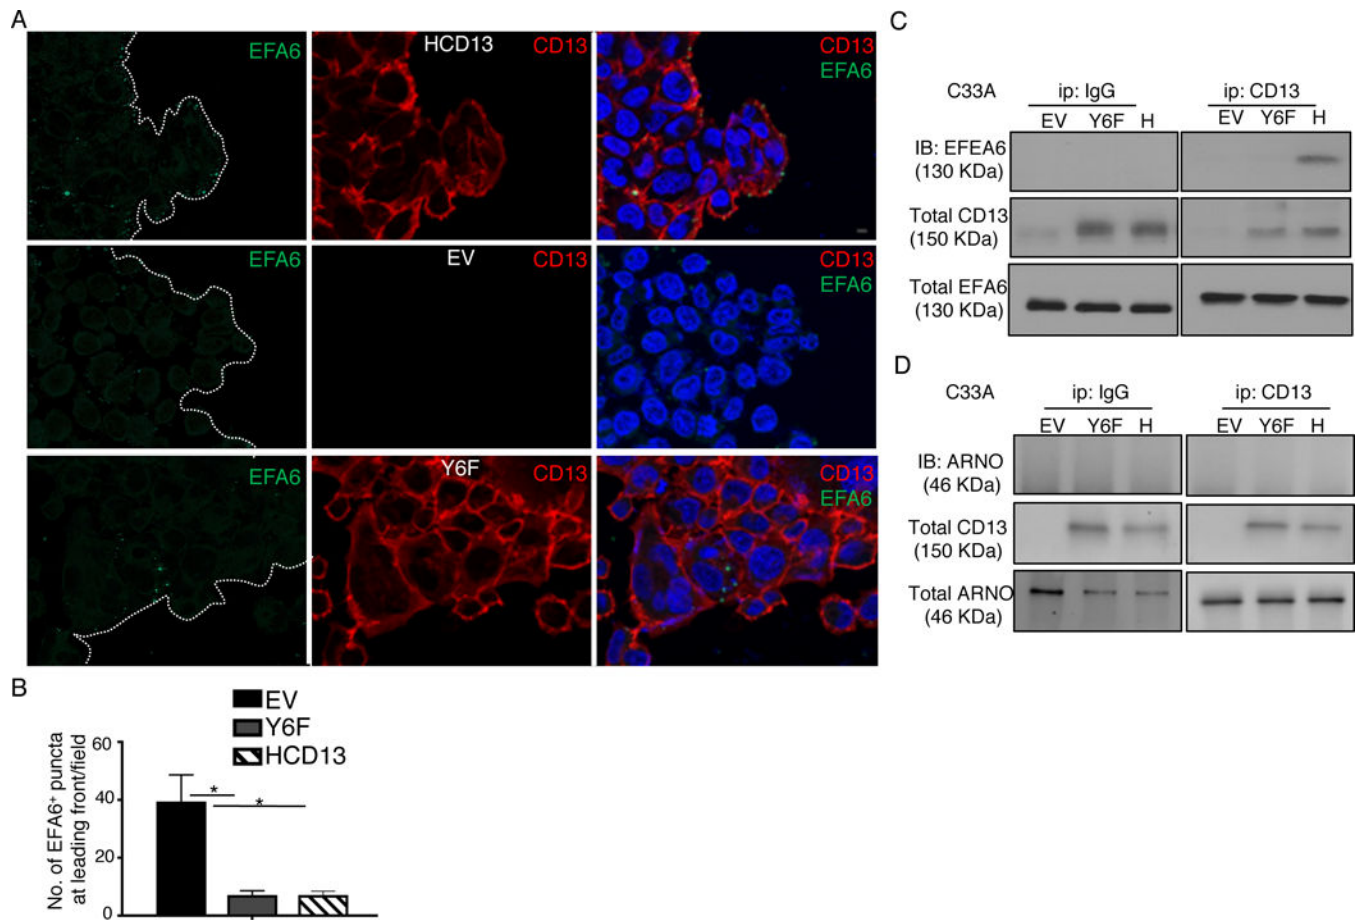 A
EFA6
HCD13
CD13
CD13
EFA6
EFA6
EV
CD13
CD13
EFA6
EFA6
Y6F
CD13
CD13
EFA6
B
EV
Y6F
HCD13
No. of EFA6⁺ puncta
at leading front/field
60
40
20
0
*
*
C
C33A
ip: IgG
ip: CD13
EV Y6F H
EV Y6F H
IB: EFEA6
(130 KDa)
Total CD13
(150 KDa)
Total EFA6
(130 KDa)
D
C33A
ip: IgG
ip: CD13
EV Y6F H
EV Y6F H
IB: ARNO
(46 KDa)
Total CD13
(150 KDa)
Total ARNO
(46 KDa)